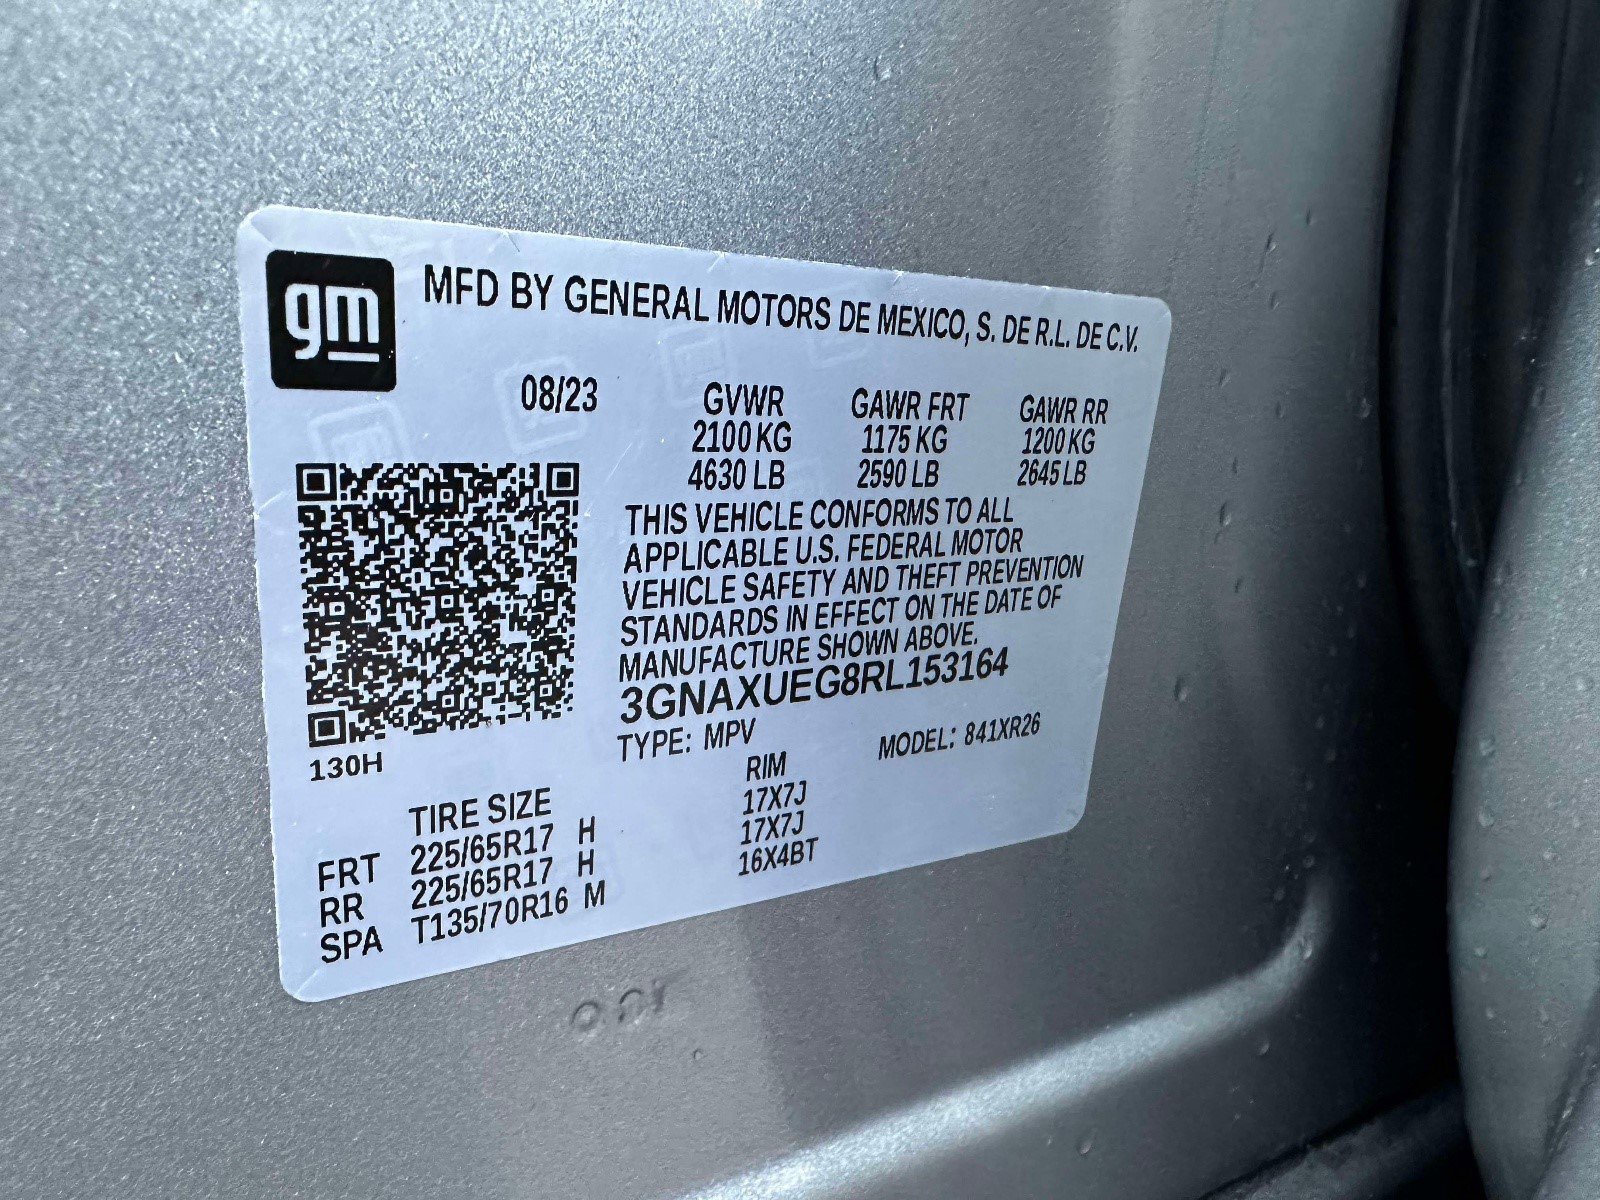 gm
MFD BY GENERAL MOTORS DE MEXICO, S. DE R.L. DE C.V.
08/23 GVWR GAWR FRT GAWR RR
2100 KG 1175 KG 1200 KG
4630 LB 2590 LB 2645 LB
THIS VEHICLE CONFORMS TO ALL
APPLICABLE U.S. FEDERAL MOTOR
VEHICLE SAFETY AND THEFT PREVENTION
STANDARDS IN EFFECT ON THE DATE OF
MANUFACTURE SHOWN ABOVE.
3GNAXUEG8RL153164
TYPE: MPV MODEL: 841XR26
130H
TIRE SIZE RIM
FRT 225/65R17 H 17X7J
RR 225/65R17 H 17X7J
SPA T135/70R16 M 16X4BT